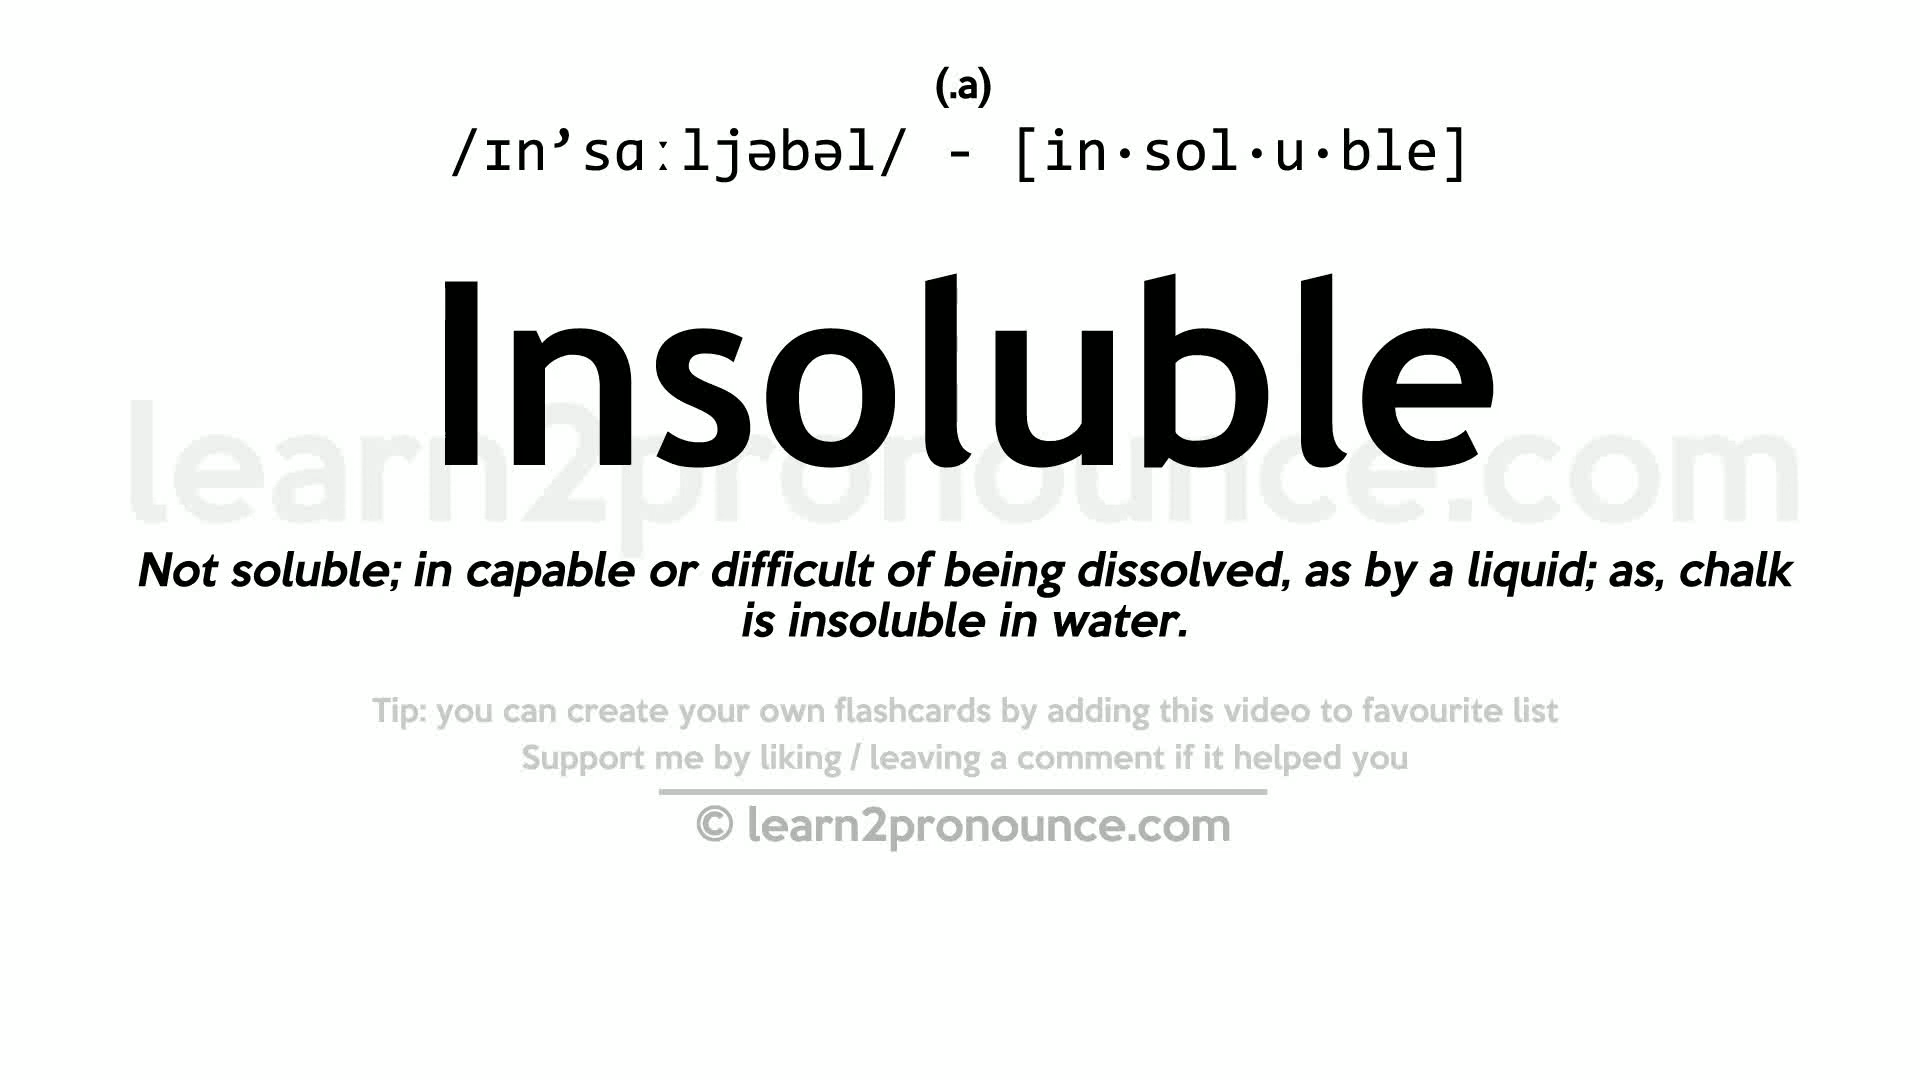 (.a)
/ɪn’sɑːljəbəl/ - [in·sol·u·ble]
Insoluble
learn2pronounce.com
Not soluble; in capable or difficult of being dissolved, as by a liquid; as, chalk
is insoluble in water.
Tip: you can create your own flashcards by adding this video to favourite list
Support me by liking / leaving a comment if it helped you
© learn2pronounce.com